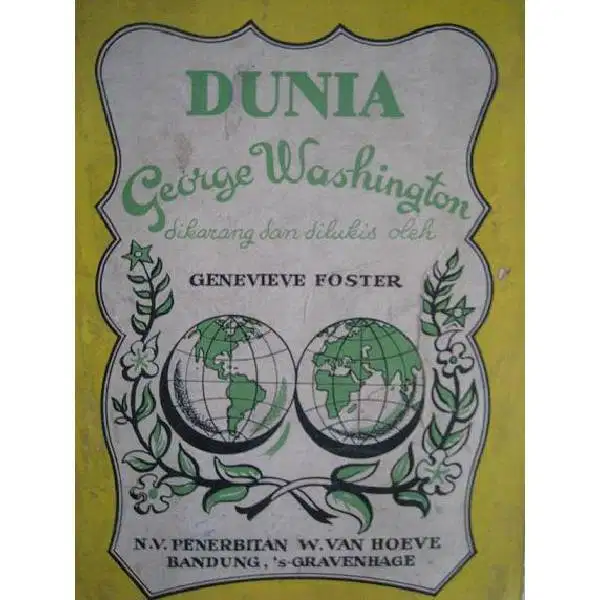 DUNIA
George Washington
dikarang dan dilukis oleh
GENEVIEVE FOSTER
N.V. PENERBITAN W. VAN HOEVE
BANDUNG, 's-GRAVENHAGE